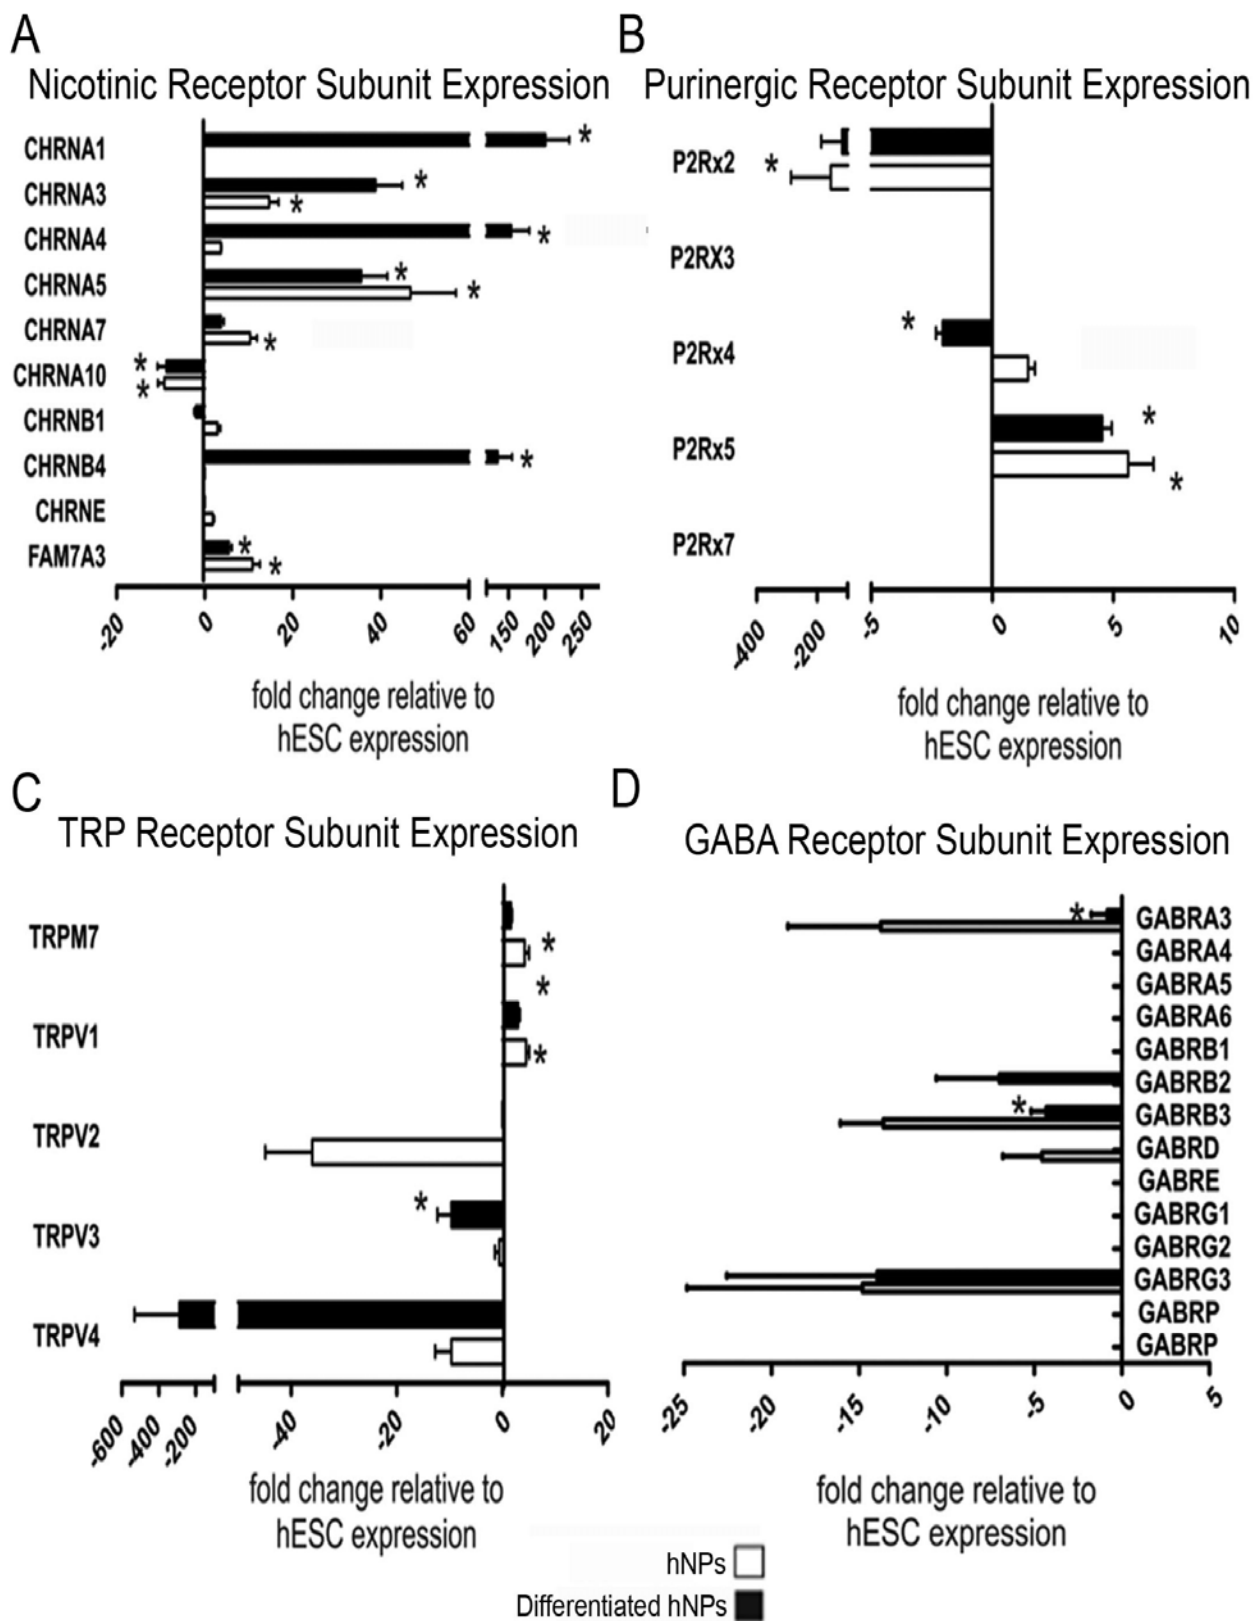 A
Nicotinic Receptor Subunit Expression
CHRNA1
*
CHRNA3
*
*
CHRNA4
*
CHRNA5
*
*
CHRNA7
*
CHRNA10
*
*
CHRNB1
CHRNB4
*
CHRNE
FAM7A3
*
*
-20 0 20 40 60 150 200 250
fold change relative to
hESC expression
B
Purinergic Receptor Subunit Expression
P2Rx2
*
P2RX3
P2Rx4
*
P2Rx5
*
*
P2Rx7
-400 -200 -5 0 5 10
fold change relative to
hESC expression
C
TRP Receptor Subunit Expression
TRPM7
*
*
TRPV1
*
TRPV2
TRPV3
*
TRPV4
-600 -400 -200 -40 -20 0 20
fold change relative to
hESC expression
D
GABA Receptor Subunit Expression
* GABRA3
GABRA4
GABRA5
GABRA6
GABRB1
GABRB2
* GABRB3
GABRD
GABRE
GABRG1
GABRG2
GABRG3
GABRP
GABRP
-25 -20 -15 -10 -5 0 5
fold change relative to
hESC expression
hNPs
Differentiated hNPs